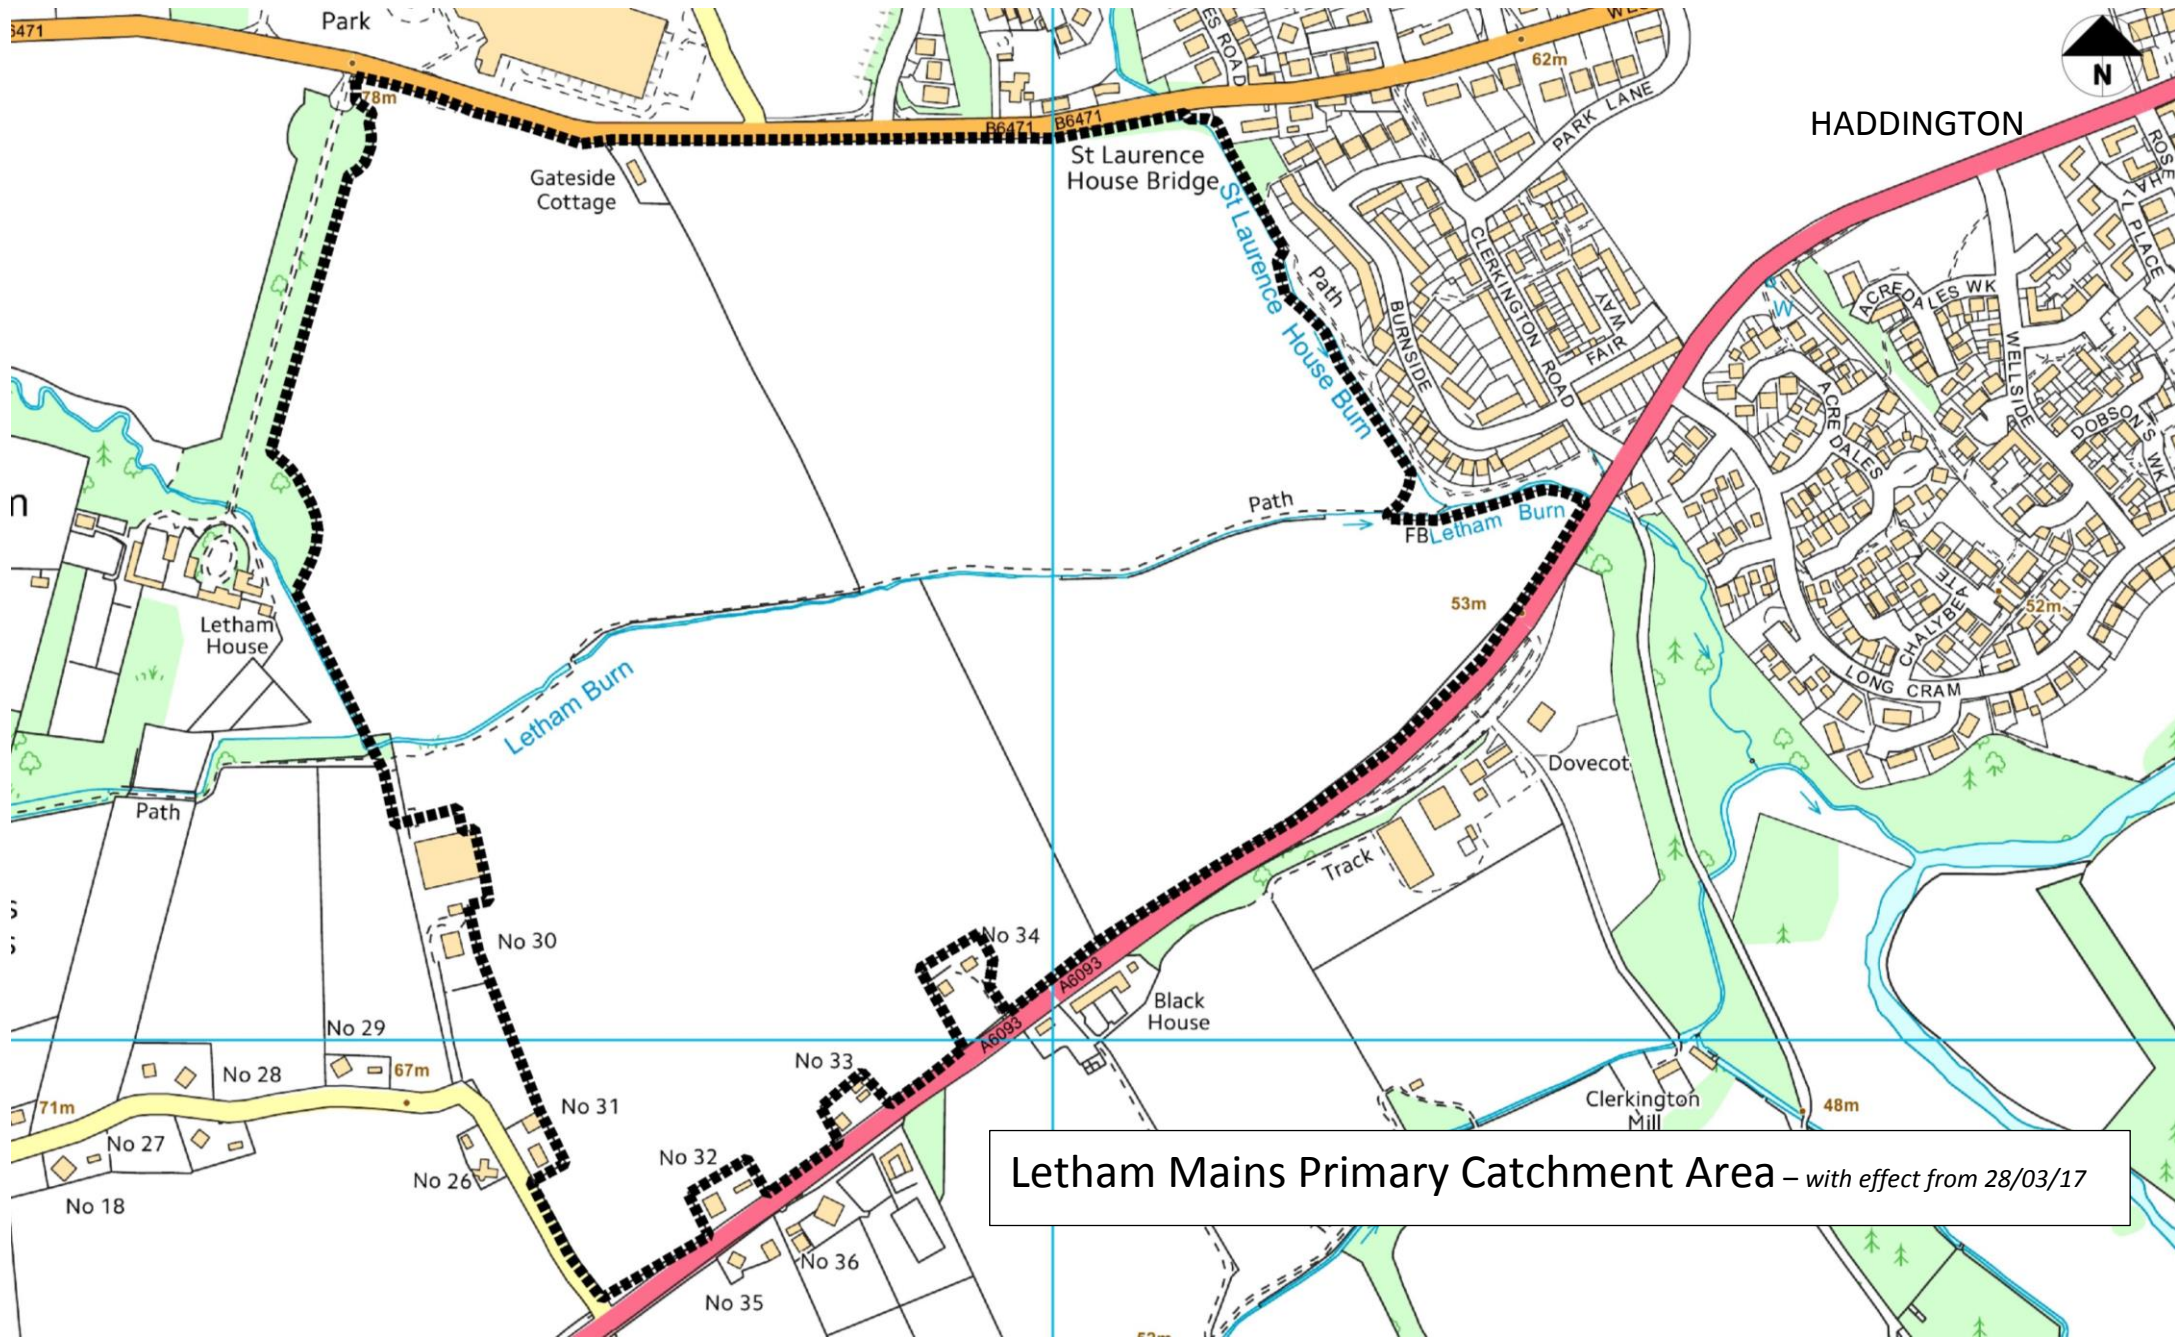 Park
6471
78m
62m
N
HADDINGTON
B6471
B6471
Gateside
Cottage
St Laurence
House Bridge
St Laurence House Burn
Path
PARK LANE
CLERKINGTON ROAD
BURNSIDE
FAIR
WAY
ACREDALES WK
WELLSIDE
W
ACREDALES
DOBSON'S WK
Path
FB
Letham Burn
53m
52m
CHALYBEATE
LONG CRAM
Letham
House
Letham Burn
Path
Dovecot
Track
No 30
No 34
A6093
A6093
Black
House
No 29
No 28
67m
No 33
No 31
71m
No 27
No 26
No 32
No 18
No 36
No 35
Clerkington
Mill
48m
Letham Mains Primary Catchment Area – with effect from 28/03/17